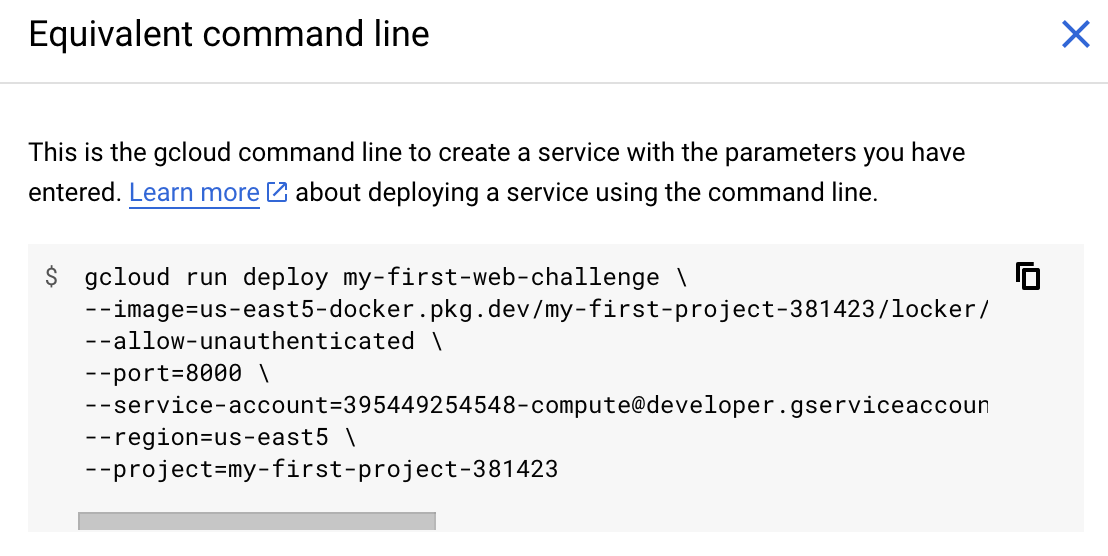 Equivalent command line
This is the gcloud command line to create a service with the parameters you have
entered. Learn more about deploying a service using the command line.
$ gcloud run deploy my-first-web-challenge \
--image=us-east5-docker.pkg.dev/my-first-project-381423/locker/
--allow-unauthenticated \
--port=8000 \
--service-account=395449254548-compute@developer.gserviceaccoun
--region=us-east5 \
--project=my-first-project-381423